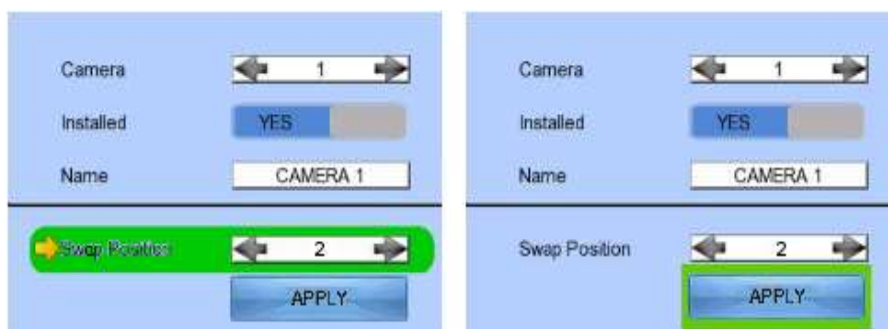 Camera 1
Installed YES
Name CAMERA 1
Swap Position 2
APPLY
Camera 1
Installed YES
Name CAMERA 1
Swap Position 2
APPLY